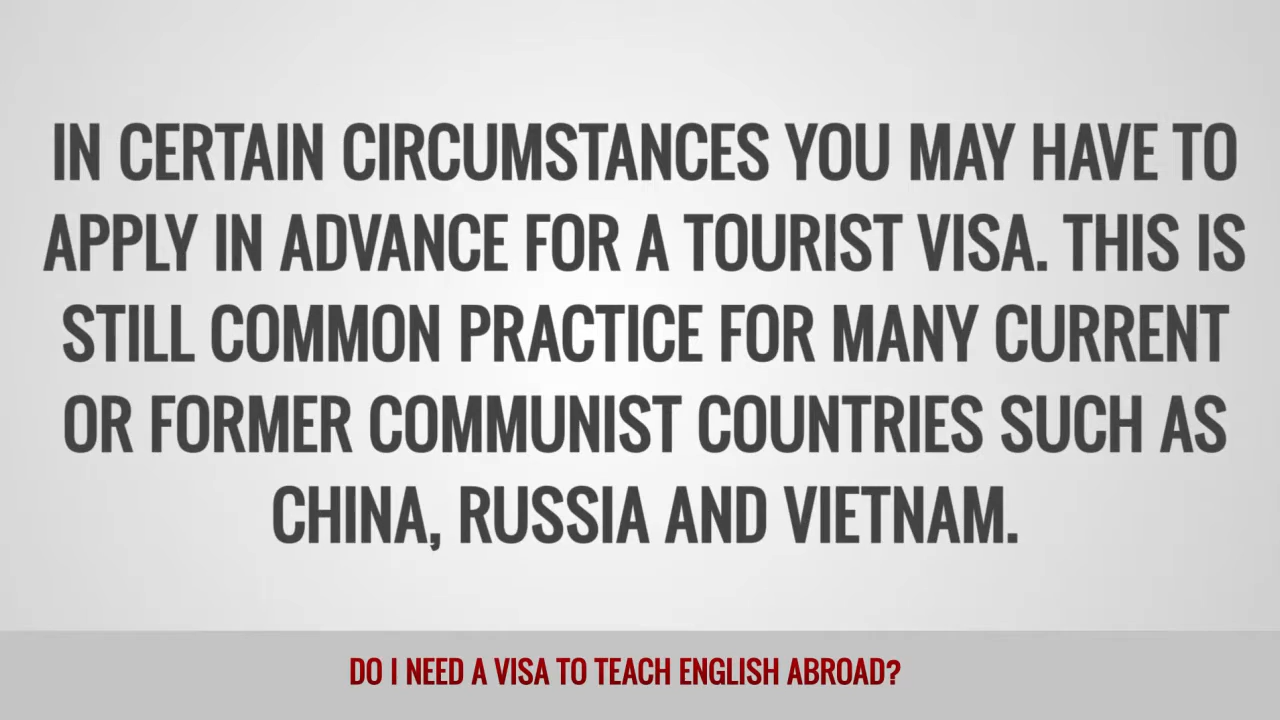 IN CERTAIN CIRCUMSTANCES YOU MAY HAVE TO
APPLY IN ADVANCE FOR A TOURIST VISA. THIS IS
STILL COMMON PRACTICE FOR MANY CURRENT
OR FORMER COMMUNIST COUNTRIES SUCH AS
CHINA, RUSSIA AND VIETNAM.
DO I NEED A VISA TO TEACH ENGLISH ABROAD?